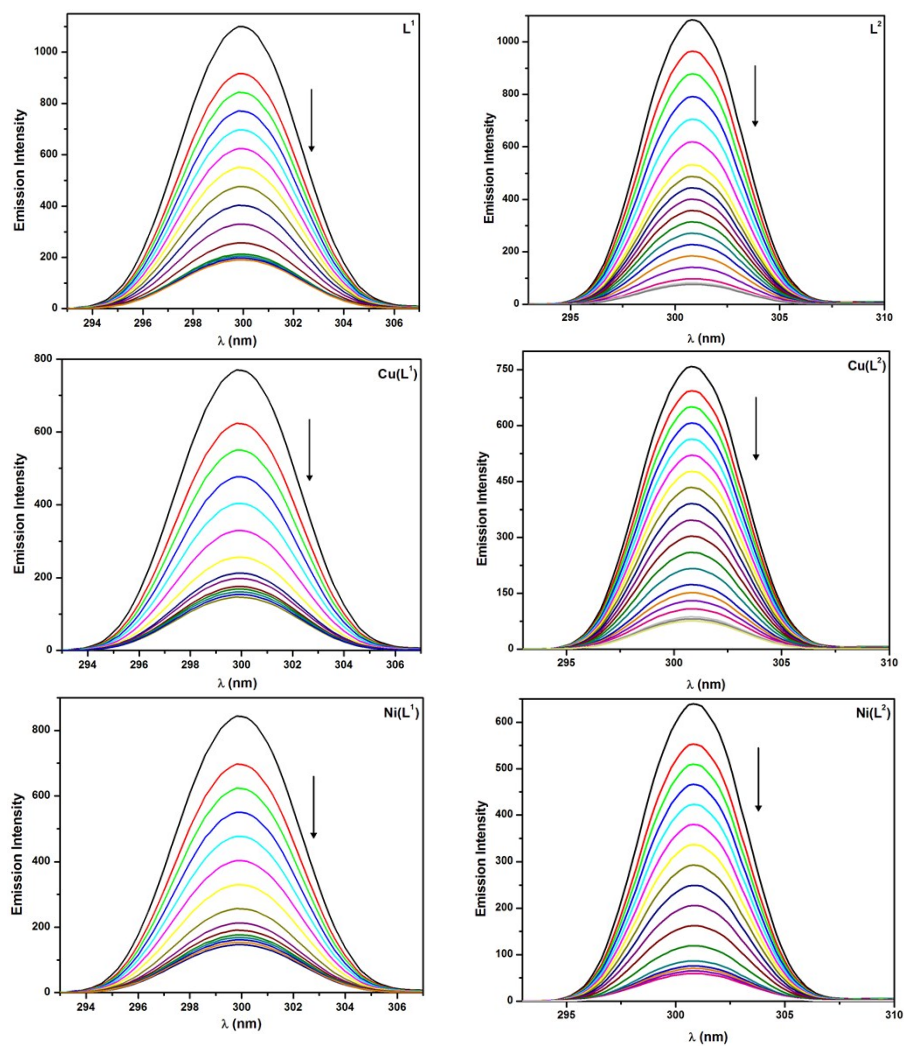 L¹
Emission Intensity
1000
800
600
400
200
0
294 296 298 300 302 304 306
λ (nm)
L²
Emission Intensity
1000
800
600
400
200
0
295 300 305 310
λ (nm)
Cu(L¹)
Emission Intensity
800
600
400
200
0
294 296 298 300 302 304 306
λ (nm)
Cu(L²)
Emission Intensity
750
600
450
300
150
0
295 300 305 310
λ (nm)
Ni(L¹)
Emission Intensity
800
600
400
200
0
294 296 298 300 302 304 306
λ (nm)
Ni(L²)
Emission Intensity
600
500
400
300
200
100
0
295 300 305 310
λ (nm)